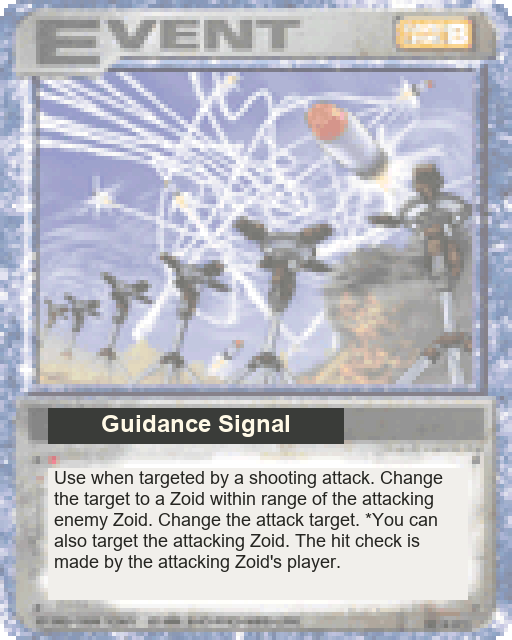 EVENT
B
Guidance Signal
Use when targeted by a shooting attack. Change
the target to a Zoid within range of the attacking
enemy Zoid. Change the attack target. *You can
also target the attacking Zoid. The hit check is
made by the attacking Zoid's player.